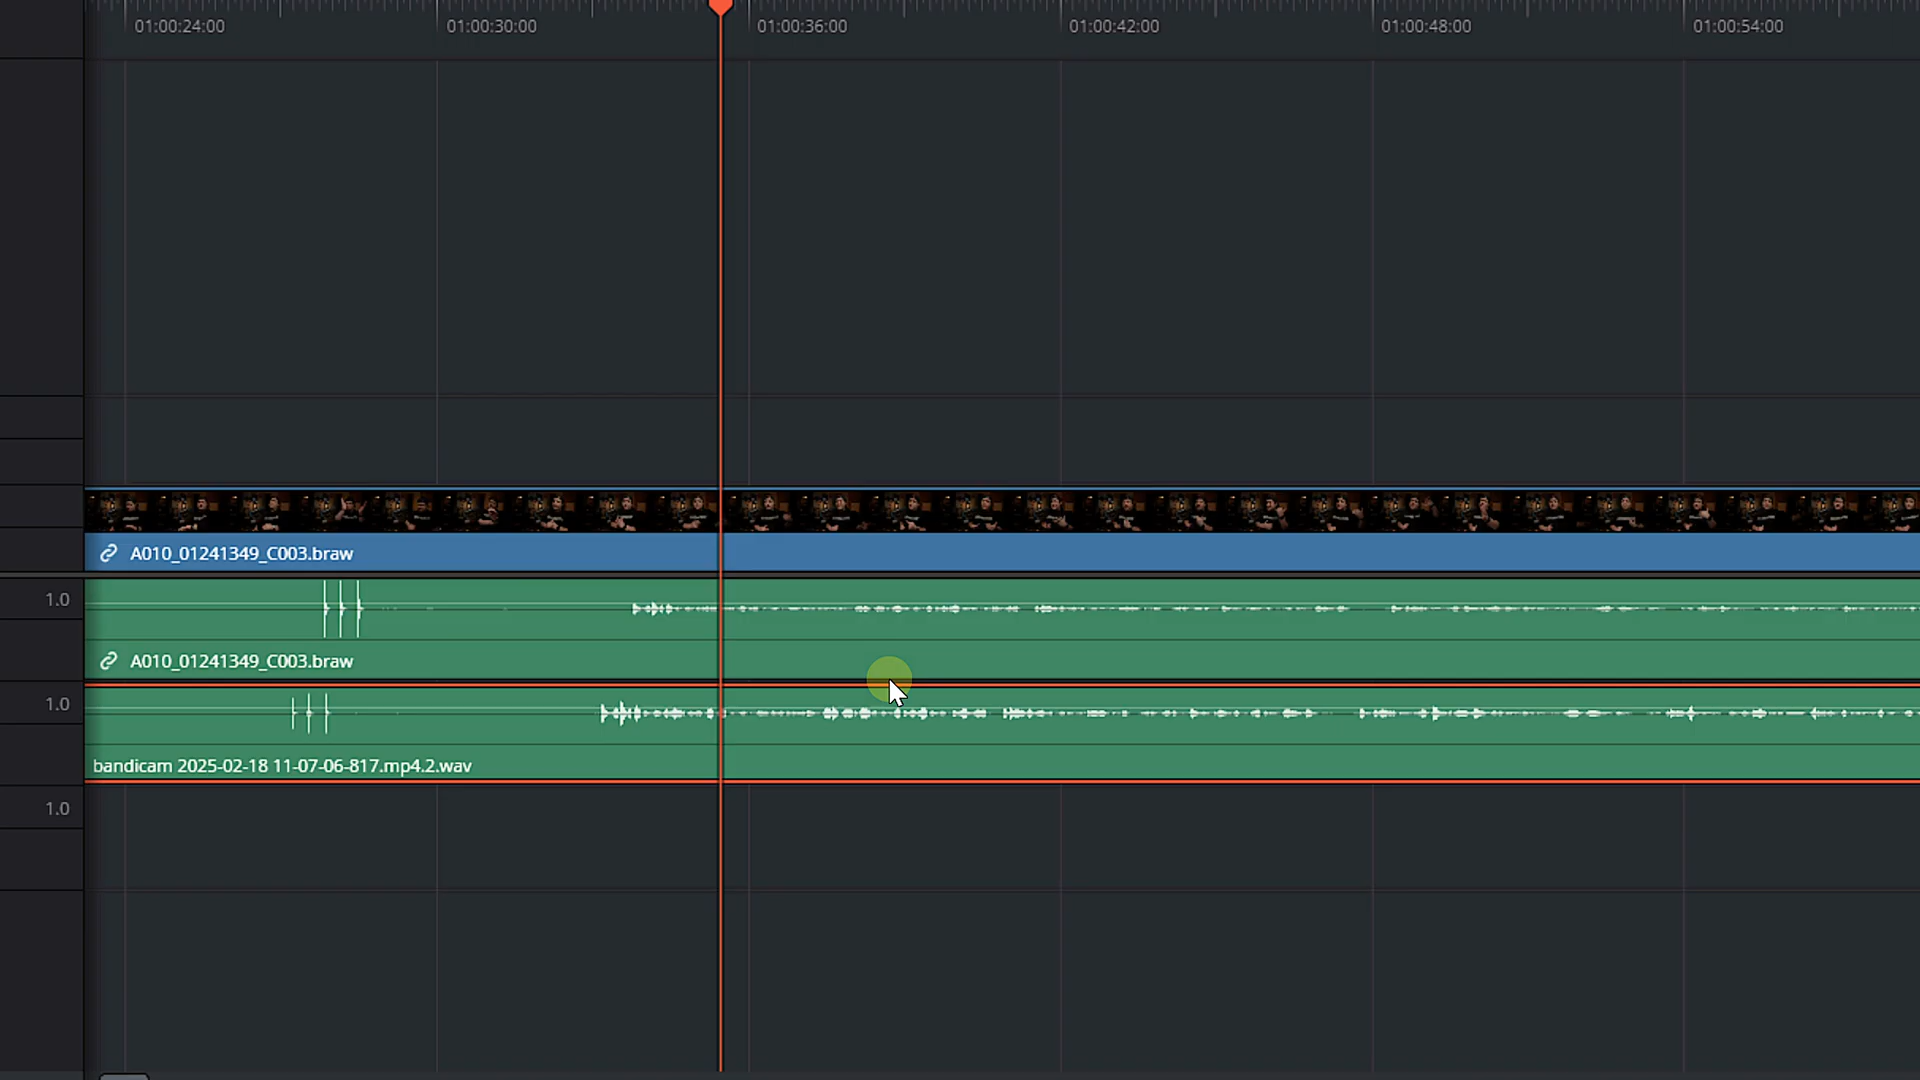 01:00:24:00 01:00:30:00 01:00:36:00 01:00:42:00 01:00:48:00 01:00:54:00
A010_01241349_C003.braw
1.0
A010_01241349_C003.braw
1.0
bandicam 2025-02-18 11-07-06-817.mp4.2.wav
1.0